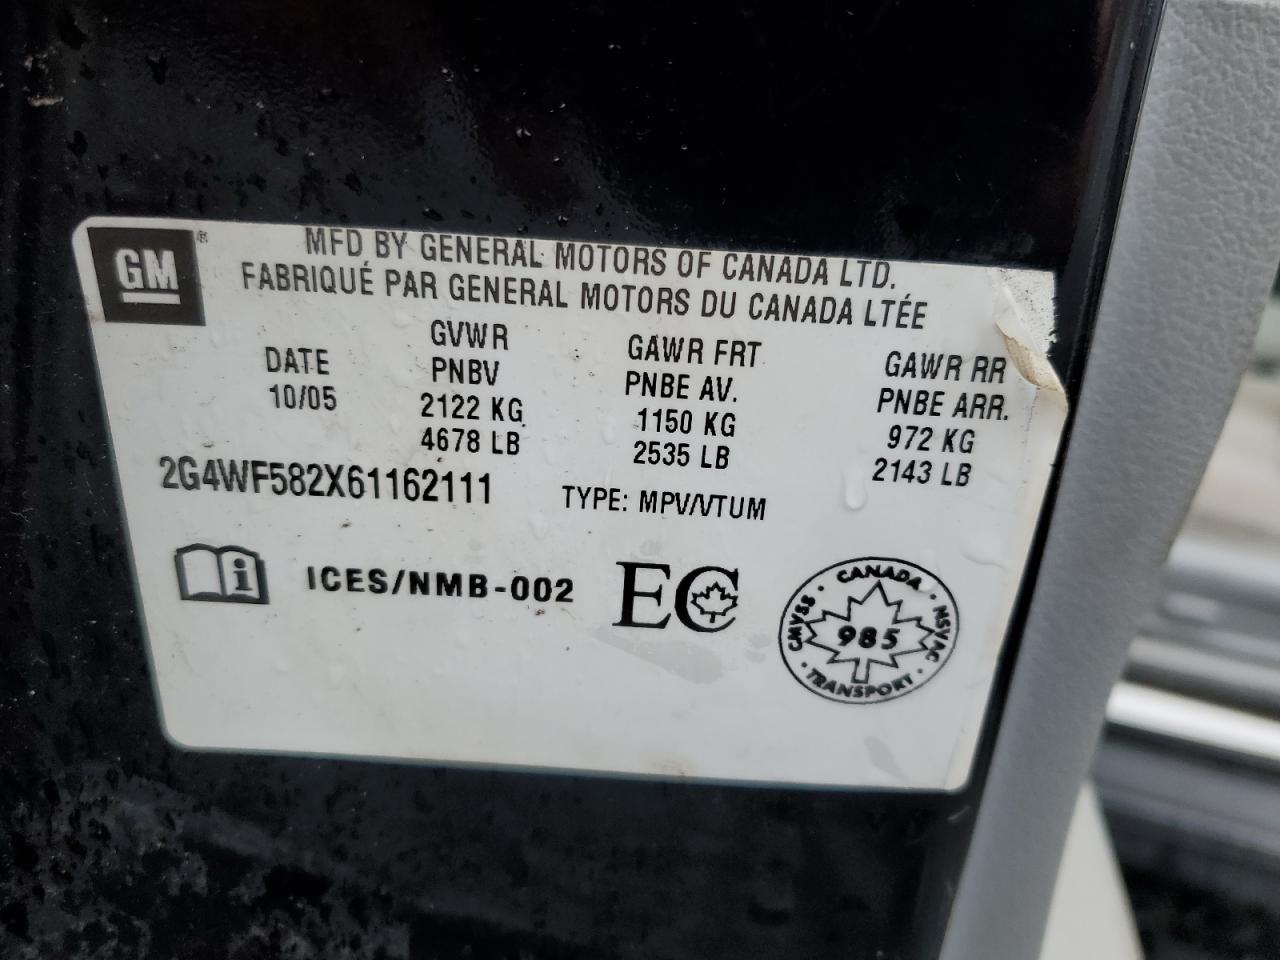 GM ®
MFD BY GENERAL MOTORS OF CANADA LTD.
FABRIQUÉ PAR GENERAL MOTORS DU CANADA LTÉE
DATE GVWR GAWR FRT GAWR RR
10/05 PNBV PNBE AV. PNBE ARR.
2122 KG 1150 KG 972 KG
4678 LB 2535 LB 2143 LB
2G4WF582X61162111 TYPE: MPV/VTUM
i ICES/NMB-002 EC
CANADA
CMVSS 985 NSVAC
TRANSPORT